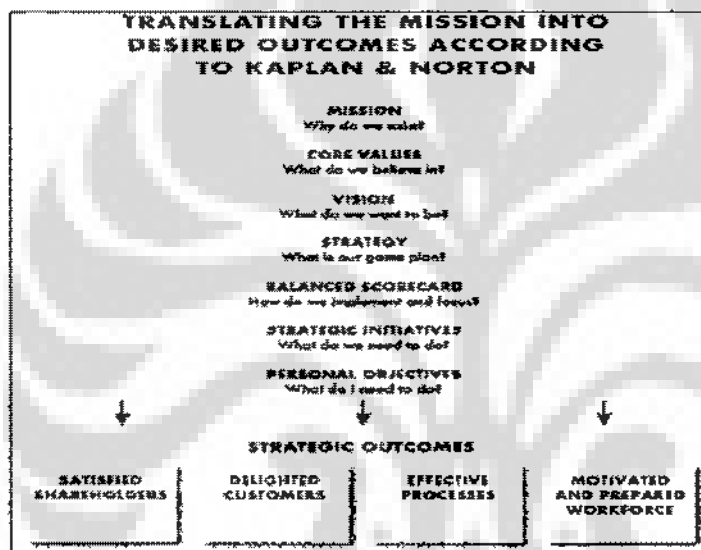 TRANSLATING THE MISSION INTO
DESIRED OUTCOMES ACCORDING
TO KAPLAN & NORTON
MISSION
Why do we exist?
CORE VALUES
What do we believe in?
VISION
What do we want to be?
STRATEGY
What is our game plan?
BALANCED SCORECARD
How do we implement and focus?
STRATEGIC INITIATIVES
What do we need to do?
PERSONAL OBJECTIVES
What do I need to do?
STRATEGIC OUTCOMES
SATISFIED
SHAREHOLDERS
DELIGHTED
CUSTOMERS
EFFECTIVE
PROCESSES
MOTIVATED
AND PREPARED
WORKFORCE